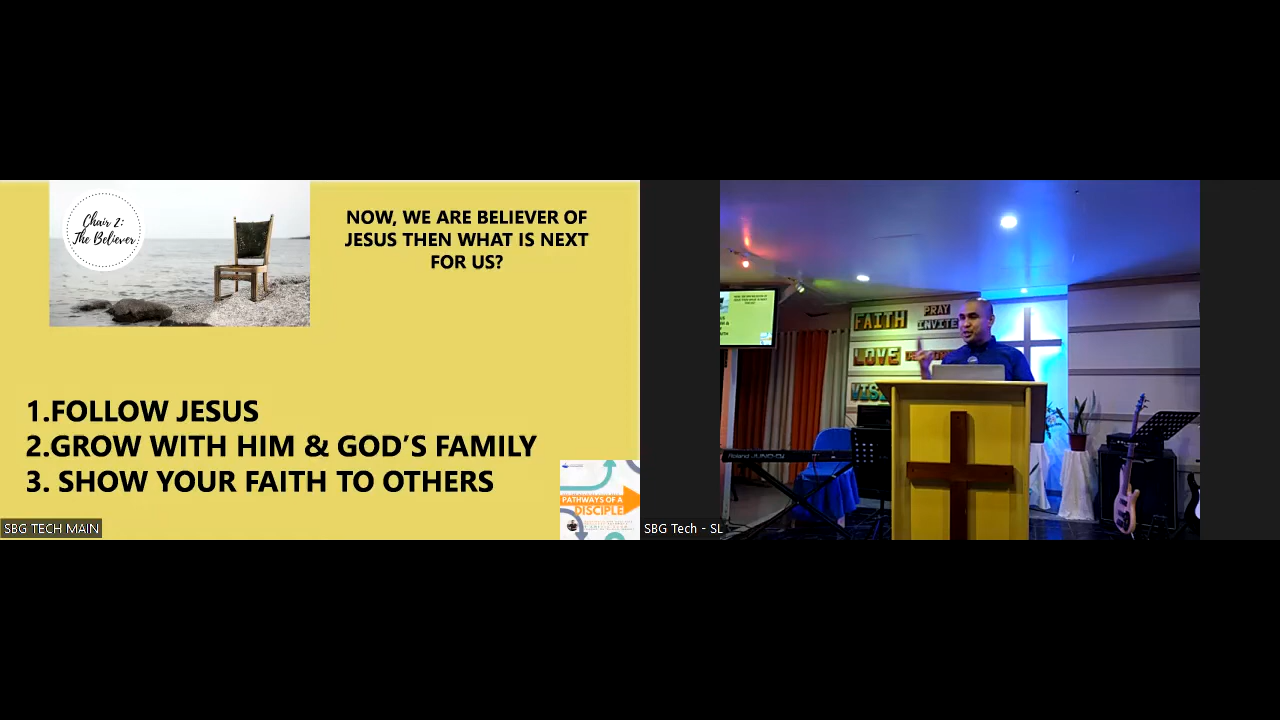 Chair 2:
The Believer
NOW, WE ARE BELIEVER OF
JESUS THEN WHAT IS NEXT
FOR US?
1.FOLLOW JESUS
2.GROW WITH HIM & GOD'S FAMILY
3. SHOW YOUR FAITH TO OTHERS
PATHWAYS OF A
DISCIPLE
SBG TECH MAIN
FAITH
PRAY
INVITE
LOVE
Roland JUNO-
SBG Tech - SL